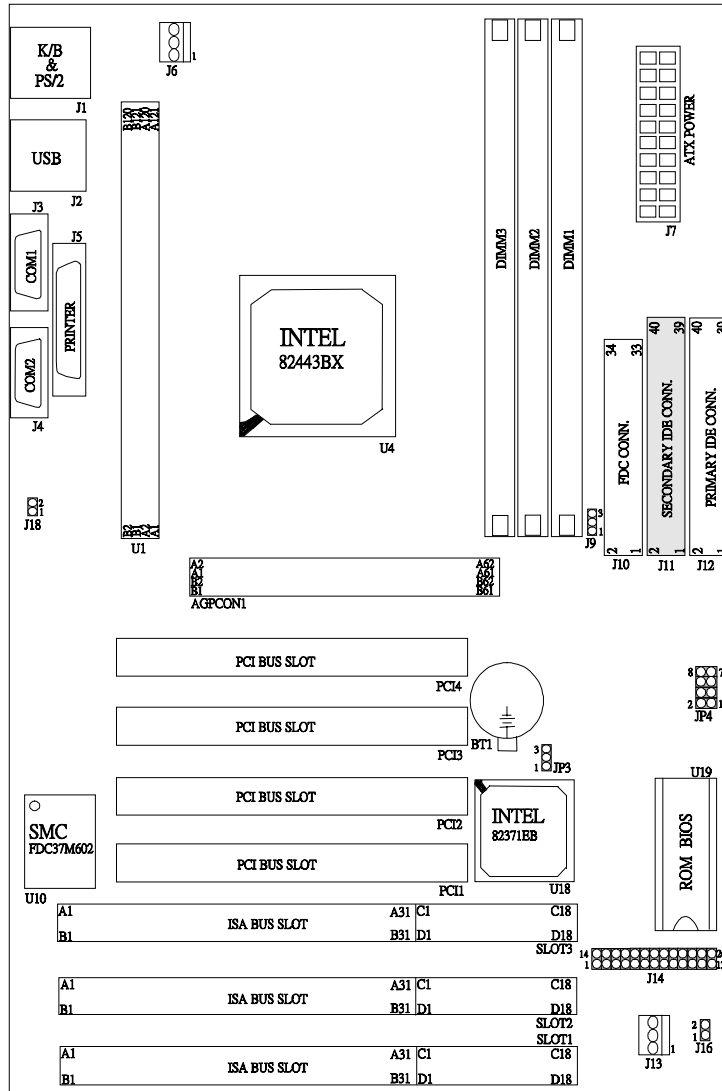 K/B
&
PS/2
J1
1
J6
USB
J2
J3
COM1
J5
PRINTER
COM2
J4
2
1
J18
B120
B121
A120
A121
B2
B1
A2
A1
U1
INTEL
82443BX
U4
DIMM3
DIMM2
DIMM1
ATX POWER
J7
34
33
FDC CONN.
2
1
J10
40
39
SECONDARY IDE CONN.
2
1
J11
40
PRIMARY IDE CONN.
2
1
J12
3
1
J9
A2
A1
B2
B1
A62
A61
B62
B61
AGPCON1
PCI BUS SLOT
PCI4
PCI BUS SLOT
PCI3
PCI BUS SLOT
PCI2
PCI BUS SLOT
PCI1
BT1
3
1
JP3
8
7
2
1
JP4
U19
ROM BIOS
SMC
FDC37M602
U10
INTEL
82371EB
U18
A1
B1
ISA BUS SLOT
A31
B31
C1
D1
C18
D18
SLOT3
A1
B1
ISA BUS SLOT
A31
B31
C1
D1
C18
D18
SLOT2
SLOT1
A1
B1
ISA BUS SLOT
A31
B31
C1
D1
C18
D18
14
1
J14
1
J13
2
1
J16